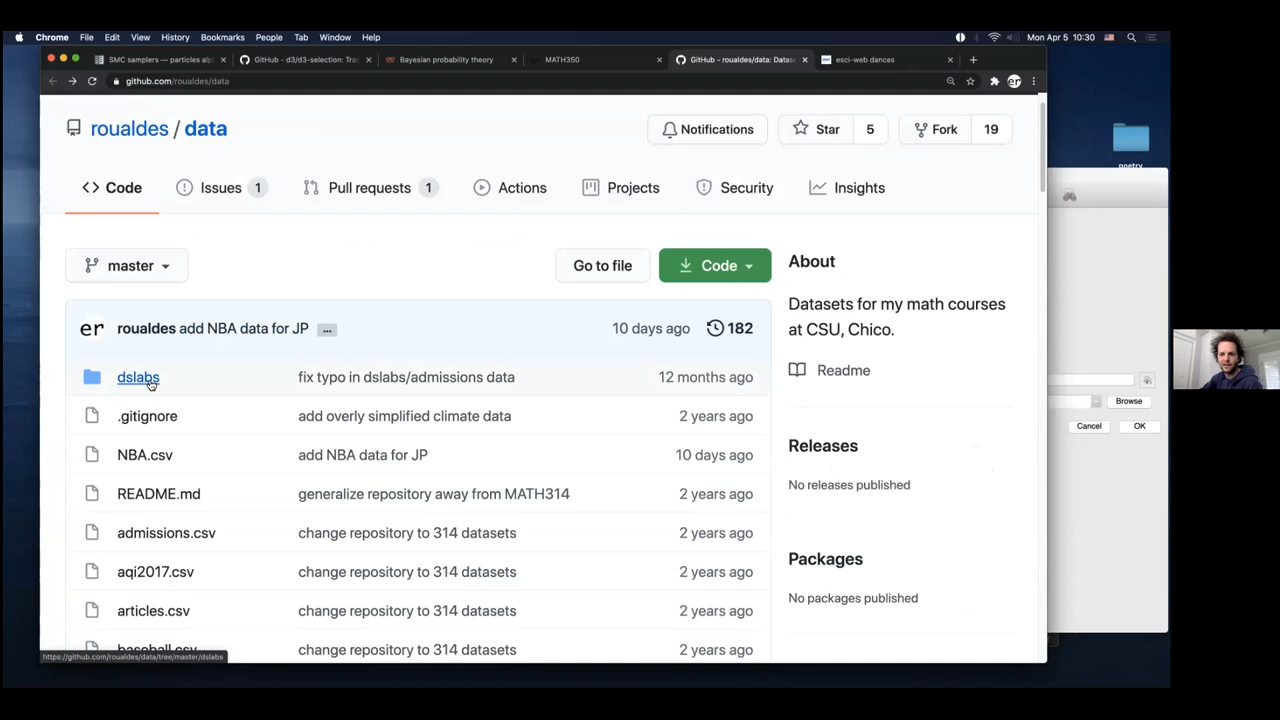 Chrome File Edit View History Bookmarks People Tab Window Help Mon Apr 5 10:30
SMC samplers — particles alp GitHub - d3/d3-selection: Tra Bayesian probability theory MATH350 GitHub - roualdes/data: Datas esci-web dances
github.com/roualdes/data er
roualdes / data
Notifications Star 5 Fork 19
Code Issues 1 Pull requests 1 Actions Projects Security Insights
master Go to file Code
er roualdes add NBA data for JP ... 10 days ago 182
dslabs fix typo in dslabs/admissions data 12 months ago
.gitignore add overly simplified climate data 2 years ago
NBA.csv add NBA data for JP 10 days ago
README.md generalize repository away from MATH314 2 years ago
admissions.csv change repository to 314 datasets 2 years ago
aqi2017.csv change repository to 314 datasets 2 years ago
articles.csv change repository to 314 datasets 2 years ago
baseball.csv change repository to 314 datasets 2 years ago
https://github.com/roualdes/data/tree/master/dslabs
About
Datasets for my math courses
at CSU, Chico.
Readme
Releases
No releases published
Packages
No packages published
poetry
Browse
Cancel OK